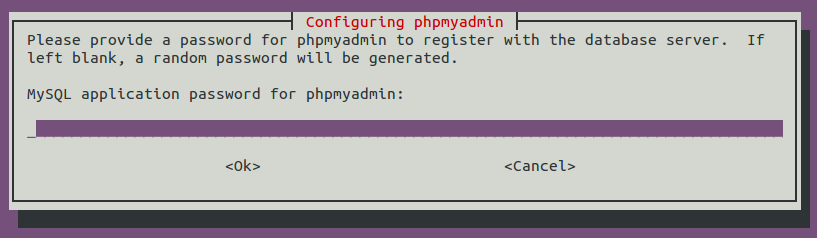 Configuring phpmyadmin
Please provide a password for phpmyadmin to register with the database server.  If
left blank, a random password will be generated.
MySQL application password for phpmyadmin:
<Ok> <Cancel>